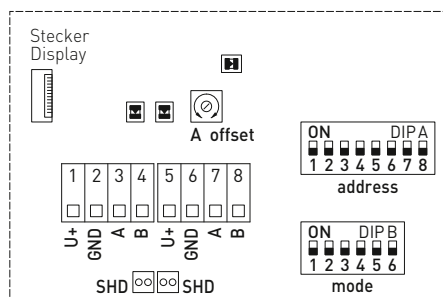 Stecker
Display
A offset
ON DIP A
1 2 3 4 5 6 7 8
address
1 2 3 4 5 6 7 8
U+ GND A B U+ GND A B
ON DIP B
1 2 3 4 5 6
mode
SHD SHD